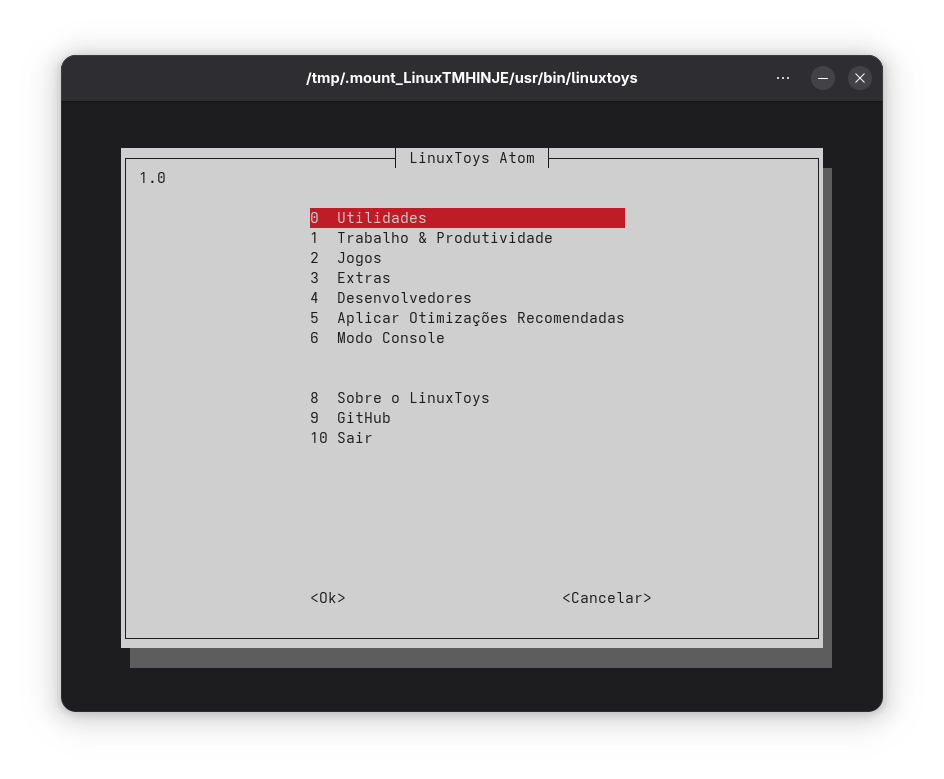 /tmp/.mount_LinuxTMHINJE/usr/bin/linuxtoys
LinuxToys Atom
1.0
0 Utilidades
1 Trabalho & Produtividade
2 Jogos
3 Extras
4 Desenvolvedores
5 Aplicar Otimizações Recomendadas
6 Modo Console
8 Sobre o LinuxToys
9 GitHub
10 Sair
<Ok> <Cancelar>